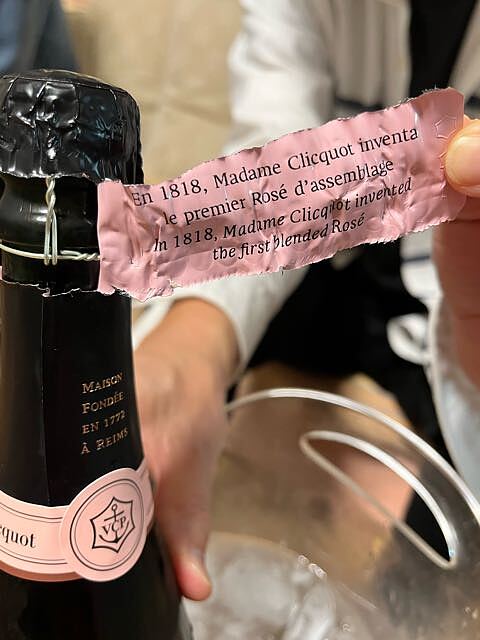 En 1818, Madame Clicquot inventa
le premier Rosé d'assemblage
In 1818, Madame Clicquot invented
the first blended Rosé
MAISON
FONDÉE
EN 1772
À REIMS
VCP
cquot